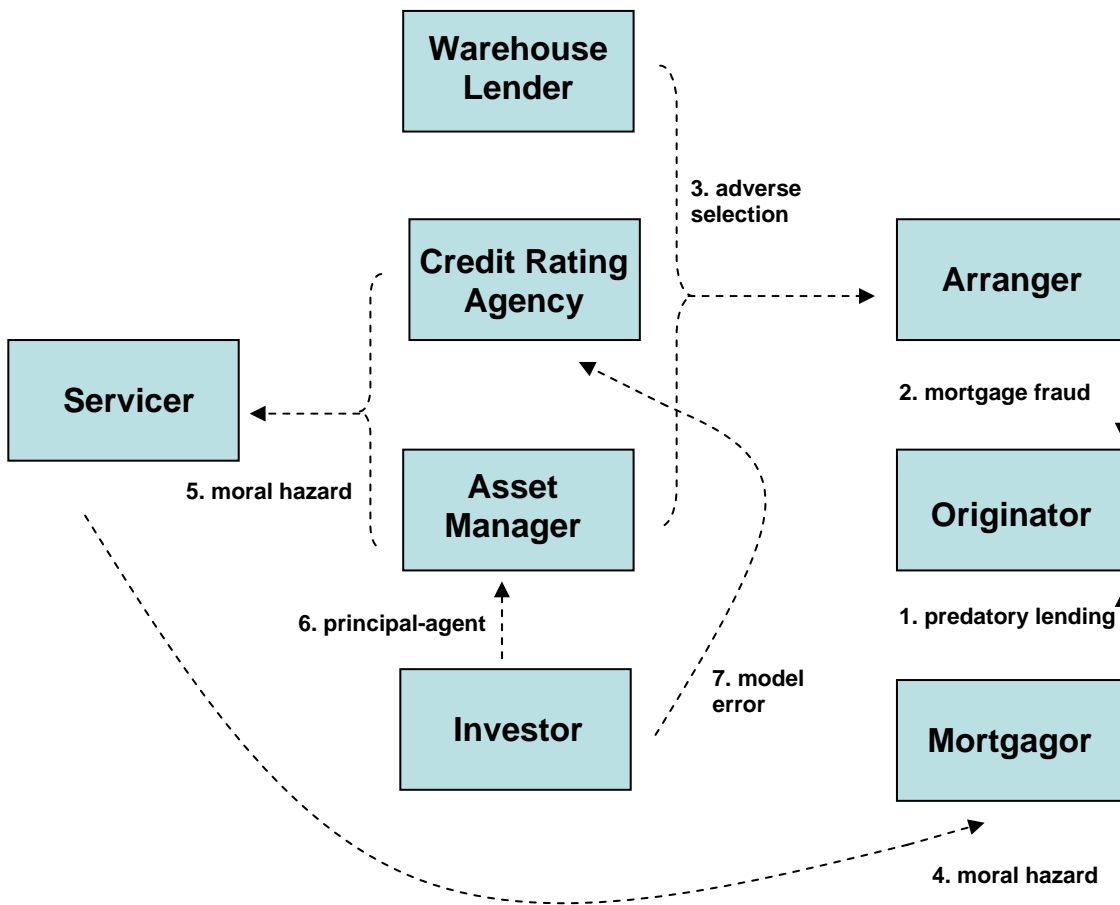 Warehouse
Lender
3. adverse
selection
Credit Rating
Agency
Arranger
Servicer
2. mortgage fraud
5. moral hazard
Asset
Manager
Originator
6. principal-agent
1. predatory lending
7. model
error
Investor
Mortgagor
4. moral hazard